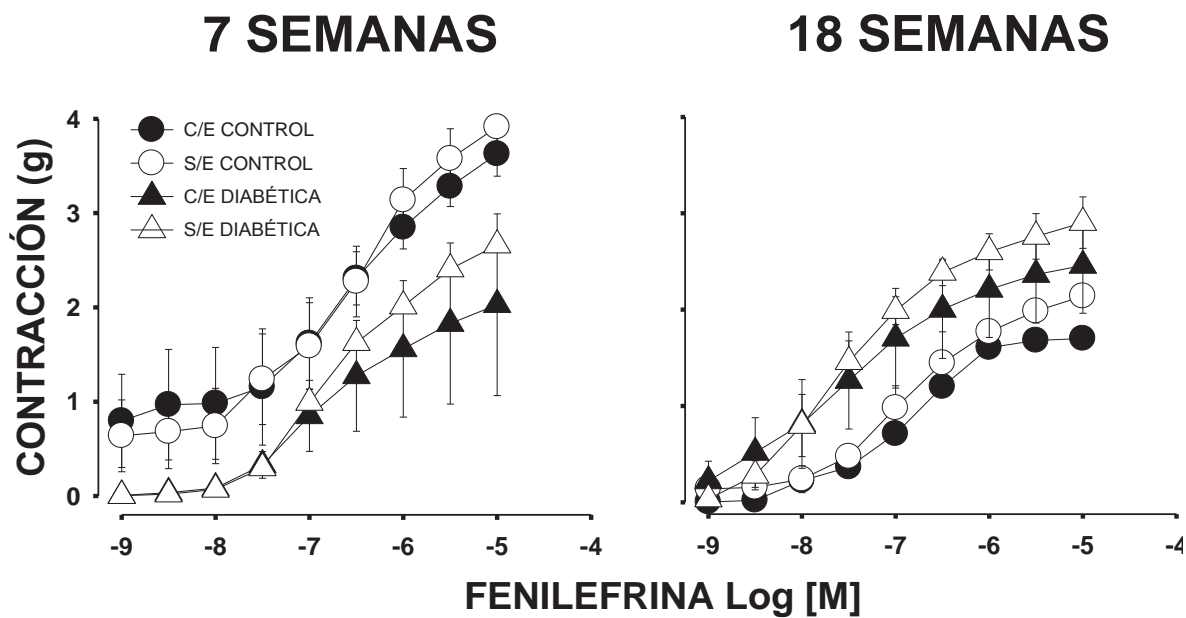 7 SEMANAS
18 SEMANAS
CONTRACCIÓN (g)
4
3
2
1
0
C/E CONTROL
S/E CONTROL
C/E DIABÉTICA
S/E DIABÉTICA
-9 -8 -7 -6 -5 -4
-9 -8 -7 -6 -5 -4
FENILEFRINA Log [M]